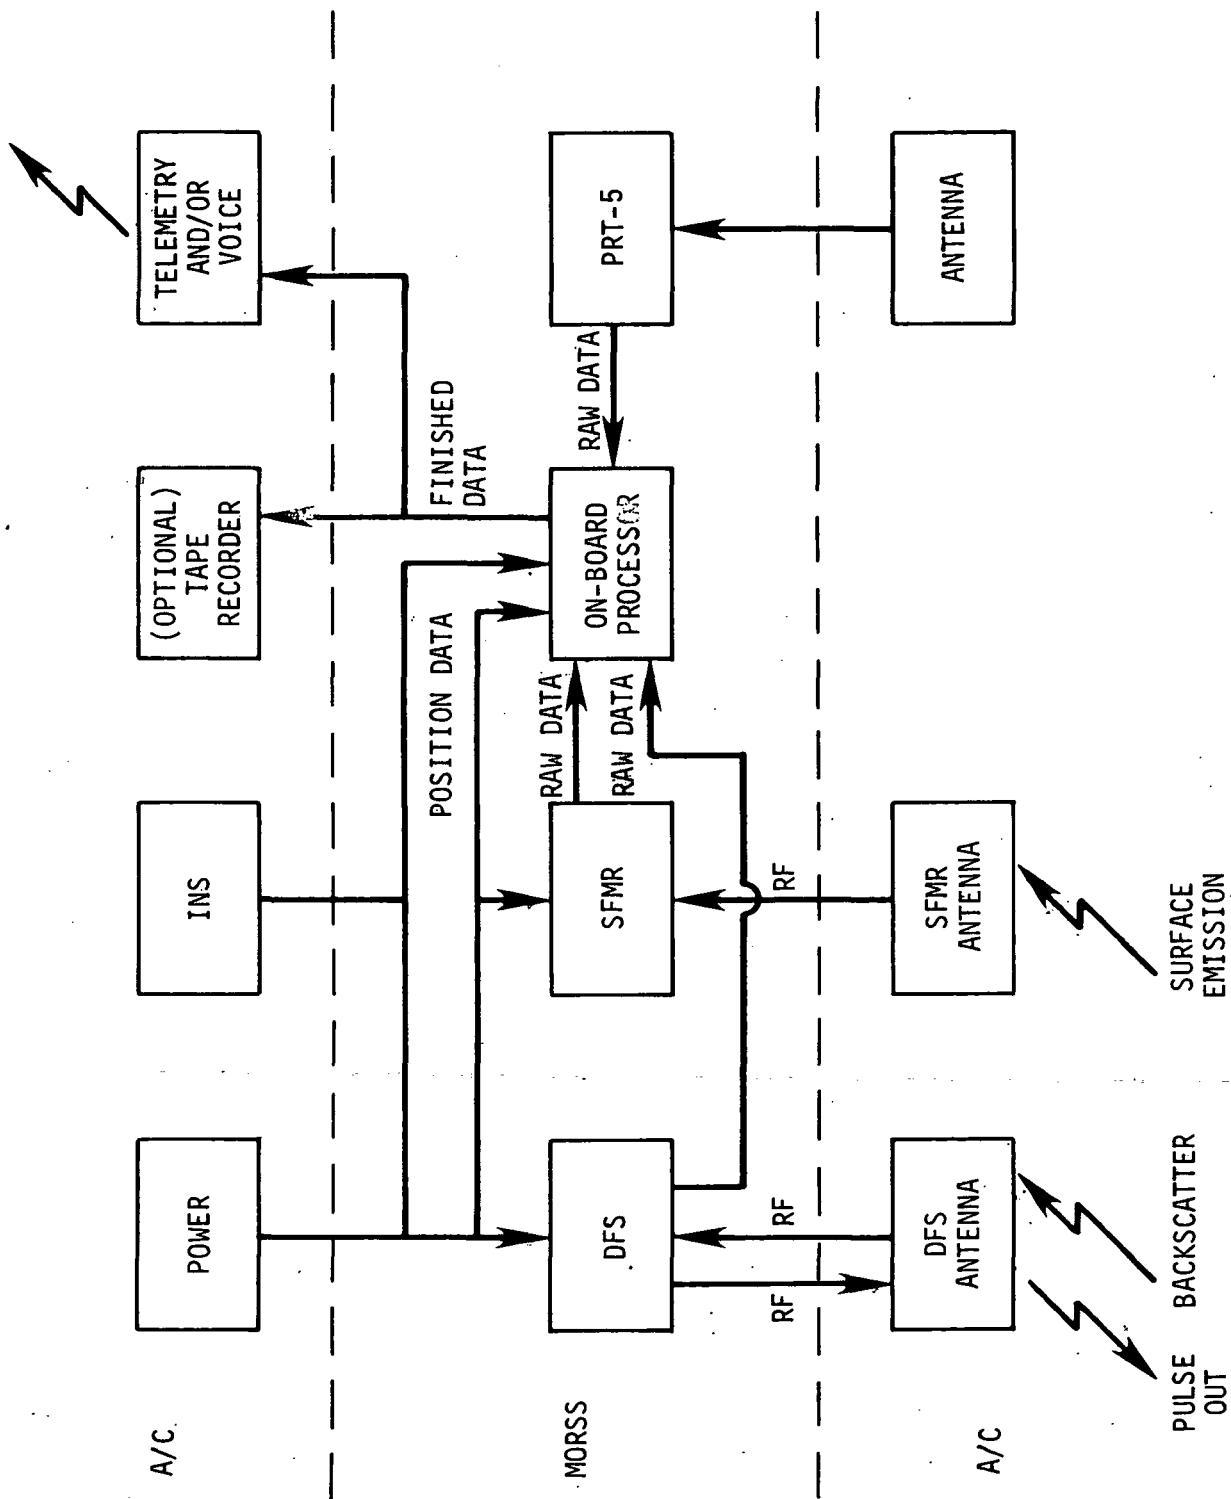 A/C
POWER
INS
(OPTIONAL)
TAPE
RECORDER
TELEMETRY
AND/OR
VOICE
POSITION DATA
FINISHED
DATA
MORSS
DFS
SFMR
RAW DATA
RAW DATA
ON-BOARD
PROCESSOR
RAW DATA
PRT-5
RF
RF
RF
A/C
DFS
ANTENNA
SFMR
ANTENNA
ANTENNA
PULSE
OUT
BACKSCATTER
SURFACE
EMISSION